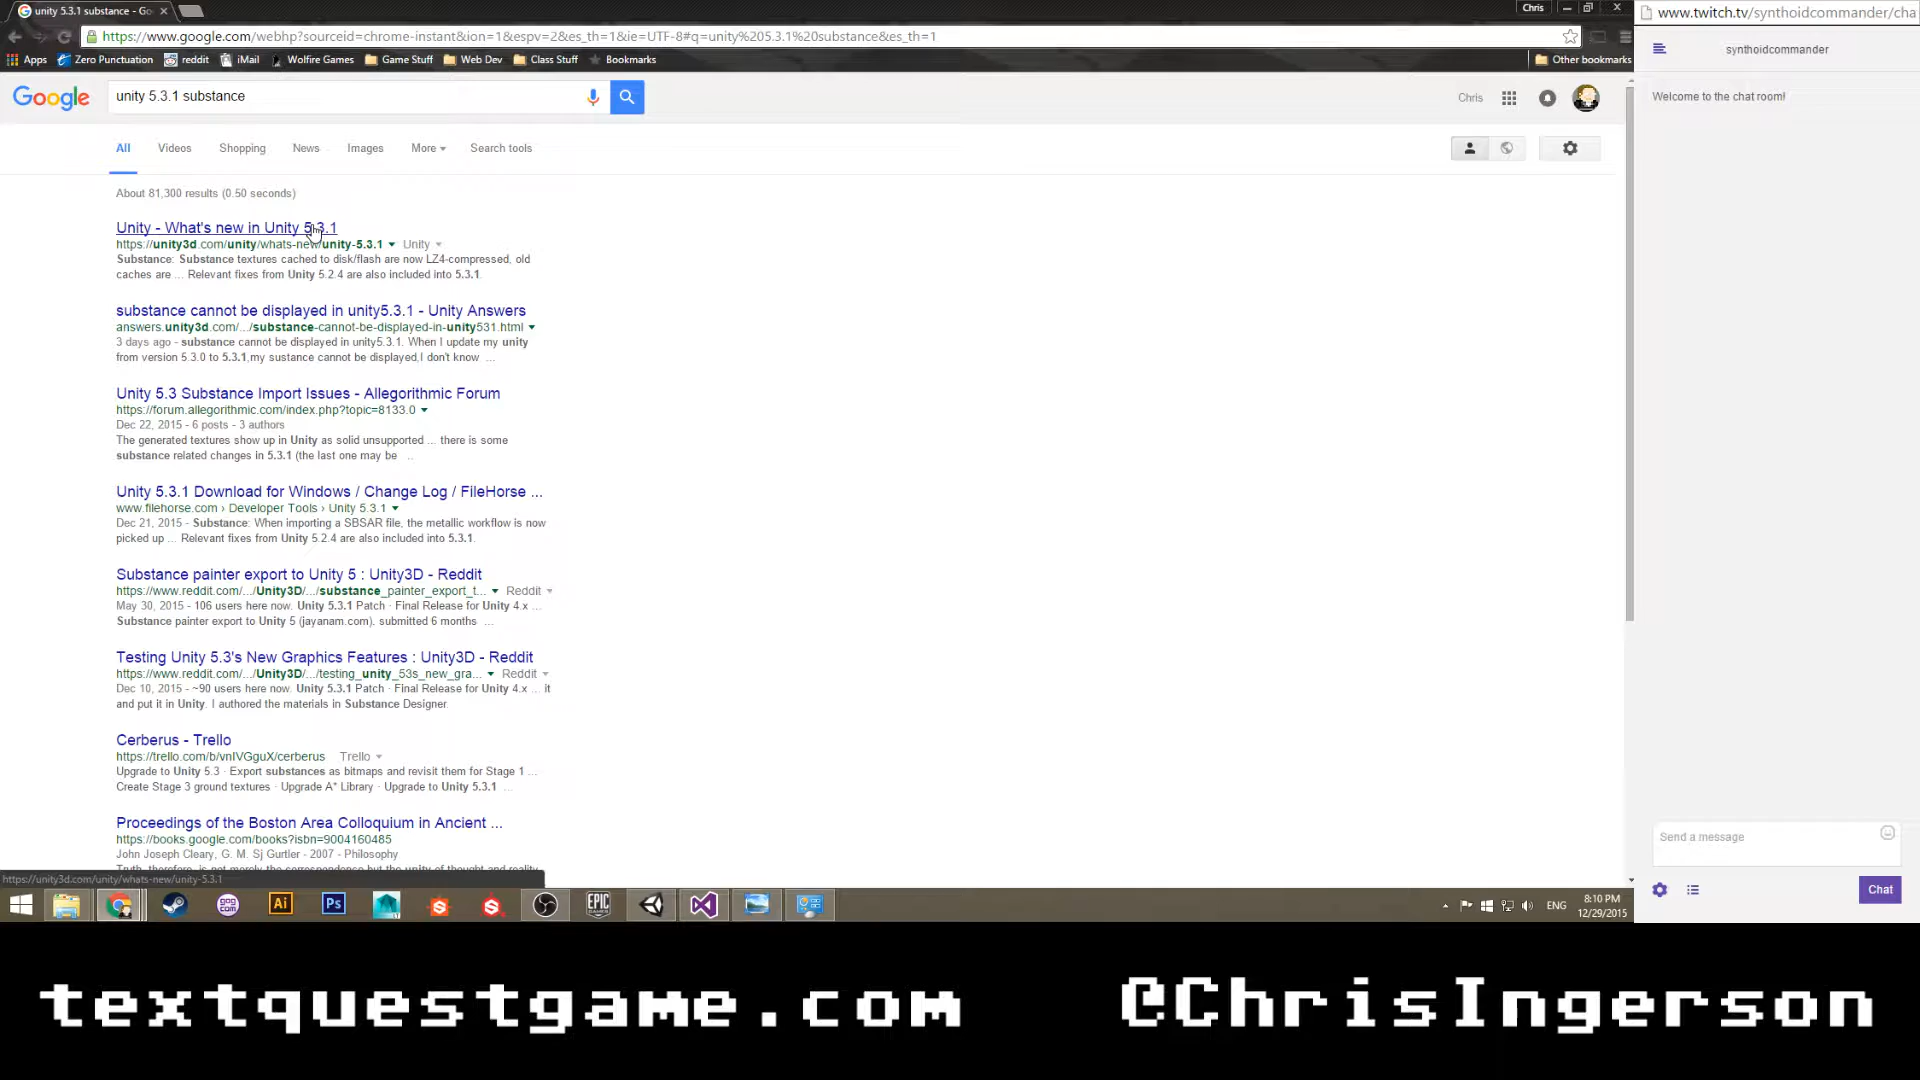 unity 5.3.1 substance - Go
Chris
www.twitch.tv/synthoidcommander/cha
https://www.google.com/webhp?sourceid=chrome-instant&ion=1&espv=2&es_th=1&ie=UTF-8#q=unity%205.3.1%20substance&es_th=1
Apps Zero Punctuation reddit iMail Wolfire Games Game Stuff Web Dev Class Stuff Bookmarks Other bookmarks
synthoidcommander
Google unity 5.3.1 substance Chris
Welcome to the chat room!
All Videos Shopping News Images More Search tools
About 81,300 results (0.50 seconds)
Unity - What's new in Unity 5.3.1
https://unity3d.com/unity/whats-new/unity-5.3.1 Unity
Substance: Substance textures cached to disk/flash are now LZ4-compressed, old
caches are ... Relevant fixes from Unity 5.2.4 are also included into 5.3.1.
substance cannot be displayed in unity5.3.1 - Unity Answers
answers.unity3d.com/.../substance-cannot-be-displayed-in-unity531.html
3 days ago - substance cannot be displayed in unity5.3.1. When I update my unity
from version 5.3.0 to 5.3.1,my sustance cannot be displayed,I don't know ...
Unity 5.3 Substance Import Issues - Allegorithmic Forum
https://forum.allegorithmic.com/index.php?topic=8133.0
Dec 22, 2015 - 6 posts - 3 authors
The generated textures show up in Unity as solid unsupported ... there is some
substance related changes in 5.3.1 (the last one may be ..
Unity 5.3.1 Download for Windows / Change Log / FileHorse ...
www.filehorse.com › Developer Tools › Unity 5.3.1
Dec 21, 2015 - Substance: When importing a SBSAR file, the metallic workflow is now
picked up ... Relevant fixes from Unity 5.2.4 are also included into 5.3.1.
Substance painter export to Unity 5 : Unity3D - Reddit
https://www.reddit.com/.../Unity3D/.../substance_painter_export_t... Reddit
May 30, 2015 - 106 users here now. Unity 5.3.1 Patch · Final Release for Unity 4.x ...
Substance painter export to Unity 5 (jayanam.com). submitted 6 months ...
Testing Unity 5.3's New Graphics Features : Unity3D - Reddit
https://www.reddit.com/.../Unity3D/.../testing_unity_53s_new_gra... Reddit
Dec 10, 2015 - ~90 users here now. Unity 5.3.1 Patch · Final Release for Unity 4.x ... it
and put it in Unity. I authored the materials in Substance Designer.
Cerberus - Trello
https://trello.com/b/vnIVGguX/cerberus Trello
Upgrade to Unity 5.3 · Export substances as bitmaps and revisit them for Stage 1 ...
Create Stage 3 ground textures · Upgrade A* Library · Upgrade to Unity 5.3.1 ...
Proceedings of the Boston Area Colloquium in Ancient ...
https://books.google.com/books?isbn=9004160485
John Joseph Cleary, G. M. Sj Gurtler - 2007 - Philosophy
Truth, therefore, is not merely the correspondence but the unity of thought and reality
https://unity3d.com/unity/whats-new/unity-5.3.1
Send a message
Chat
GOG
COM
Ai
Ps
EPIC
GAMES
ENG
8:10 PM
12/29/2015
textquestgame.com @ChrisIngerson